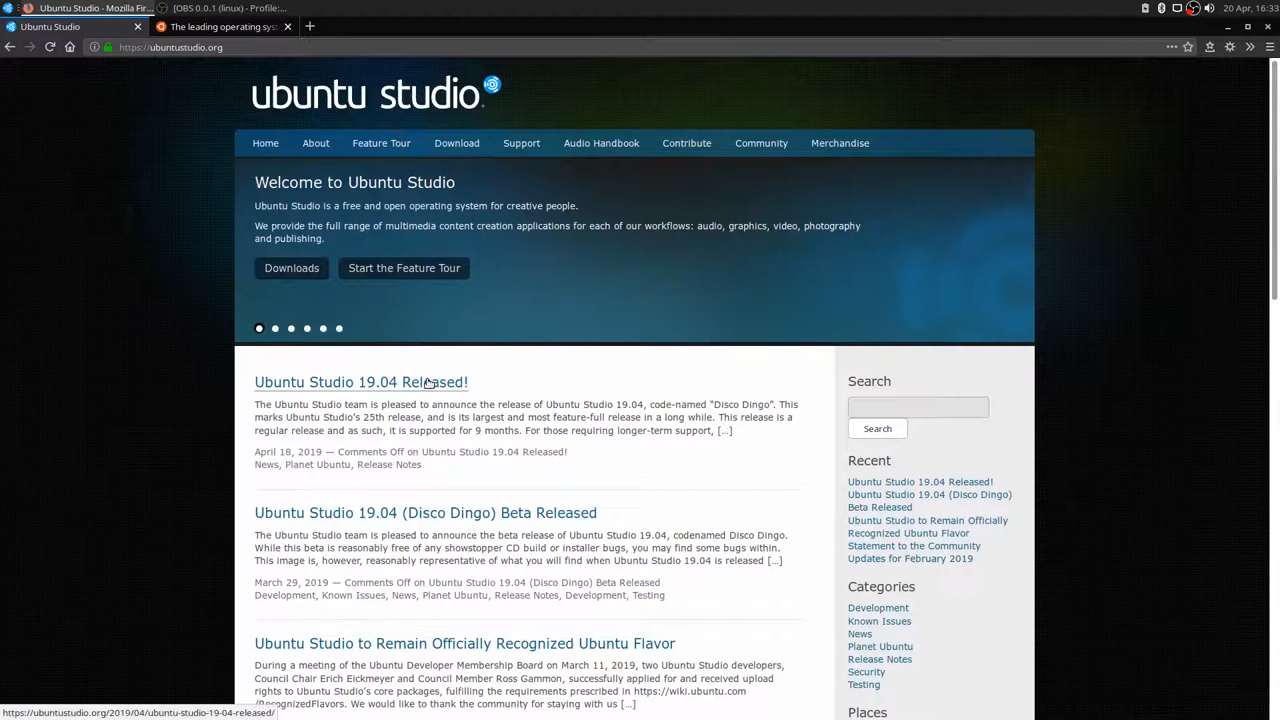 Ubuntu Studio - Mozilla Fir... [OBS 0.0.1 (linux) - Profile:... 20 Apr, 16:33
Ubuntu Studio The leading operating sys
https://ubuntustudio.org
ubuntu studio
Home About Feature Tour Download Support Audio Handbook Contribute Community Merchandise
Welcome to Ubuntu Studio
Ubuntu Studio is a free and open operating system for creative people.
We provide the full range of multimedia content creation applications for each of our workflows: audio, graphics, video, photography
and publishing.
Downloads Start the Feature Tour
Ubuntu Studio 19.04 Released!
The Ubuntu Studio team is pleased to announce the release of Ubuntu Studio 19.04, code-named “Disco Dingo”. This
marks Ubuntu Studio’s 25th release, and is its largest and most feature-full release in a long while. This release is a
regular release and as such, it is supported for 9 months. For those requiring longer-term support, […]
April 18, 2019 — Comments Off on Ubuntu Studio 19.04 Released!
News, Planet Ubuntu, Release Notes
Ubuntu Studio 19.04 (Disco Dingo) Beta Released
The Ubuntu Studio team is pleased to announce the beta release of Ubuntu Studio 19.04, codenamed Disco Dingo.
While this beta is reasonably free of any showstopper CD build or installer bugs, you may find some bugs within.
This image is, however, reasonably representative of what you will find when Ubuntu Studio 19.04 is released […]
March 29, 2019 — Comments Off on Ubuntu Studio 19.04 (Disco Dingo) Beta Released
Development, Known Issues, News, Planet Ubuntu, Release Notes, Development, Testing
Ubuntu Studio to Remain Officially Recognized Ubuntu Flavor
During a meeting of the Ubuntu Developer Membership Board on March 11, 2019, two Ubuntu Studio developers,
Council Chair Erich Eickmeyer and Council Member Ross Gammon, successfully applied for and received upload
rights to Ubuntu Studio’s core packages, fulfilling the requirements prescribed in https://wiki.ubuntu.com
/RecognizedFlavors. We would like to thank the community for staying with us […]
Search
Search
Recent
Ubuntu Studio 19.04 Released!
Ubuntu Studio 19.04 (Disco Dingo)
Beta Released
Ubuntu Studio to Remain Officially
Recognized Ubuntu Flavor
Statement to the Community
Updates for February 2019
Categories
Development
Known Issues
News
Planet Ubuntu
Release Notes
Security
Testing
Places
https://ubuntustudio.org/2019/04/ubuntu-studio-19-04-released/